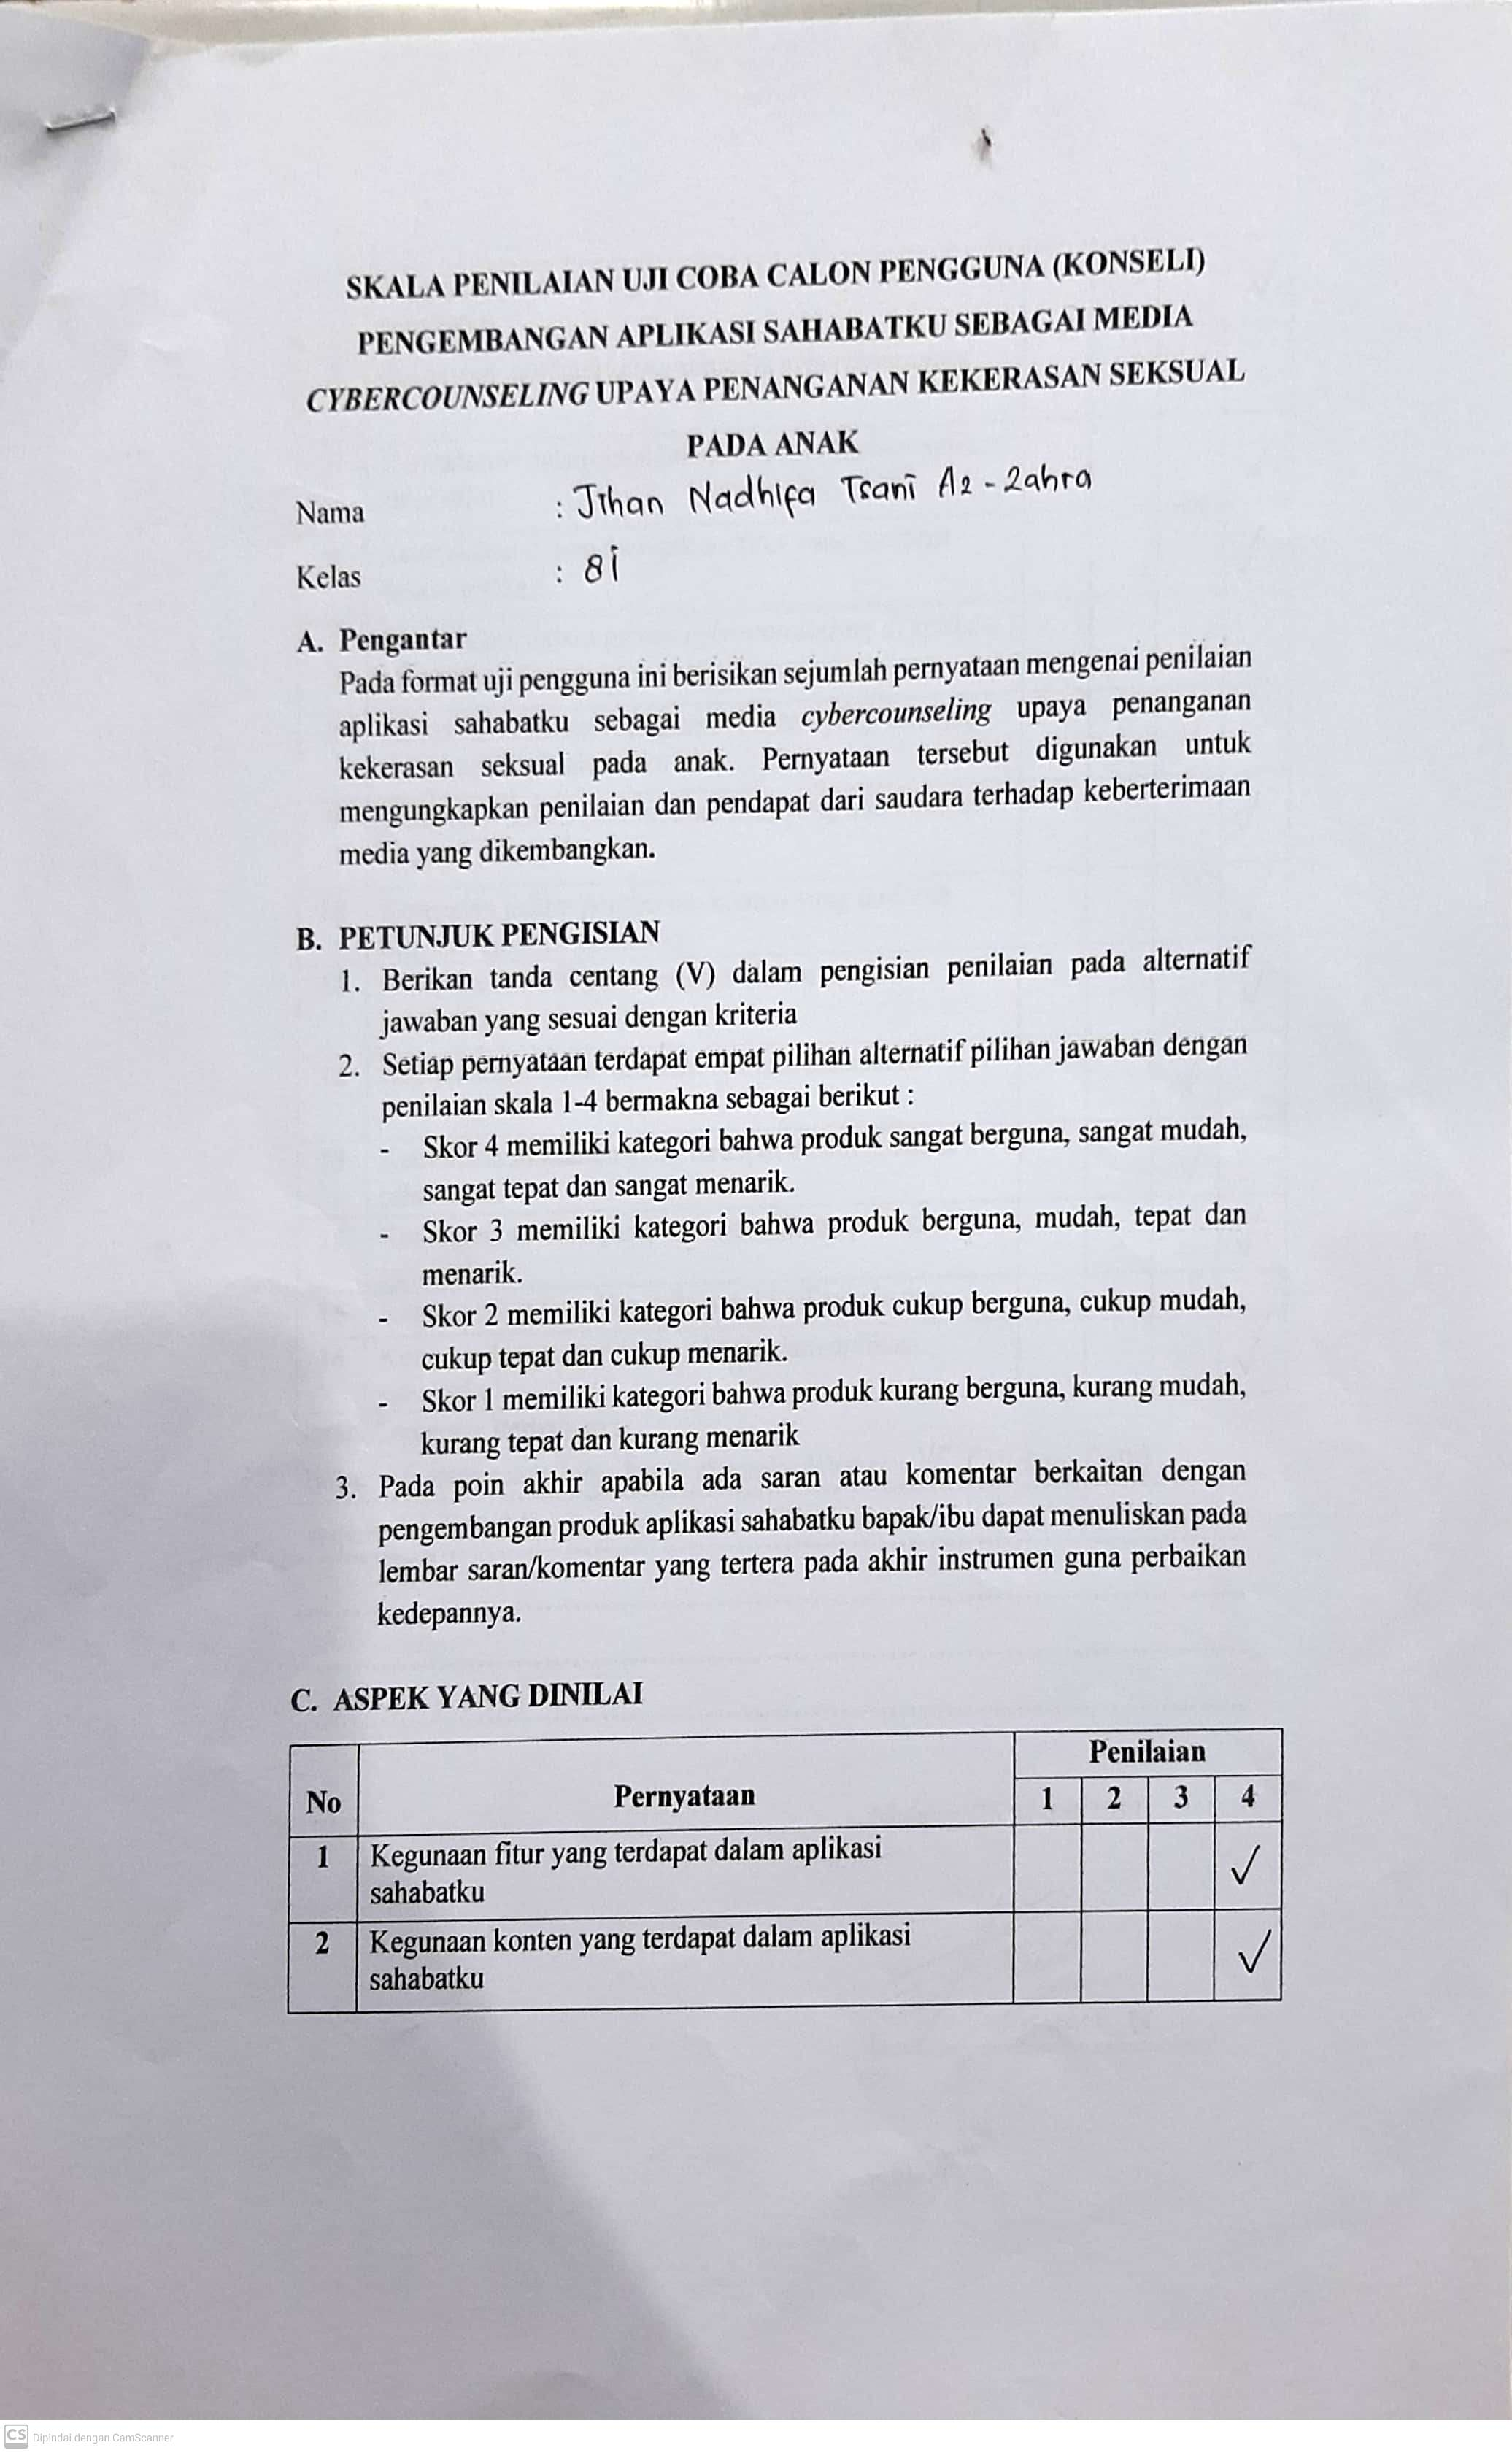 SKALA PENILAIAN UJI COBA CALON PENGGUNA (KONSELI)
PENGEMBANGAN APLIKASI SAHABATKU SEBAGAI MEDIA
CYBERCOUNSELING UPAYA PENANGANAN KEKERASAN SEKSUAL
PADA ANAK
Nama : Jihan Nadhifa Tsani Az-Zahra
Kelas : 8i
A. Pengantar
Pada format uji pengguna ini berisikan sejumlah pernyataan mengenai penilaian
aplikasi sahabatku sebagai media cybercounseling upaya penanganan
kekerasan seksual pada anak. Pernyataan tersebut digunakan untuk
mengungkapkan penilaian dan pendapat dari saudara terhadap keberterimaan
media yang dikembangkan.
B. PETUNJUK PENGISIAN
1. Berikan tanda centang (V) dalam pengisian penilaian pada alternatif
jawaban yang sesuai dengan kriteria
2. Setiap pernyataan terdapat empat pilihan alternatif pilihan jawaban dengan
penilaian skala 1-4 bermakna sebagai berikut :
- Skor 4 memiliki kategori bahwa produk sangat berguna, sangat mudah,
sangat tepat dan sangat menarik.
- Skor 3 memiliki kategori bahwa produk berguna, mudah, tepat dan
menarik.
- Skor 2 memiliki kategori bahwa produk cukup berguna, cukup mudah,
cukup tepat dan cukup menarik.
- Skor 1 memiliki kategori bahwa produk kurang berguna, kurang mudah,
kurang tepat dan kurang menarik
3. Pada poin akhir apabila ada saran atau komentar berkaitan dengan
pengembangan produk aplikasi sahabatku bapak/ibu dapat menuliskan pada
lembar saran/komentar yang tertera pada akhir instrumen guna perbaikan
kedepannya.
C. ASPEK YANG DINILAI
No Pernyataan Penilaian
1 2 3 4
1 Kegunaan fitur yang terdapat dalam aplikasi
sahabatku ✓
2 Kegunaan konten yang terdapat dalam aplikasi
sahabatku ✓
CS Dipindai dengan CamScanner